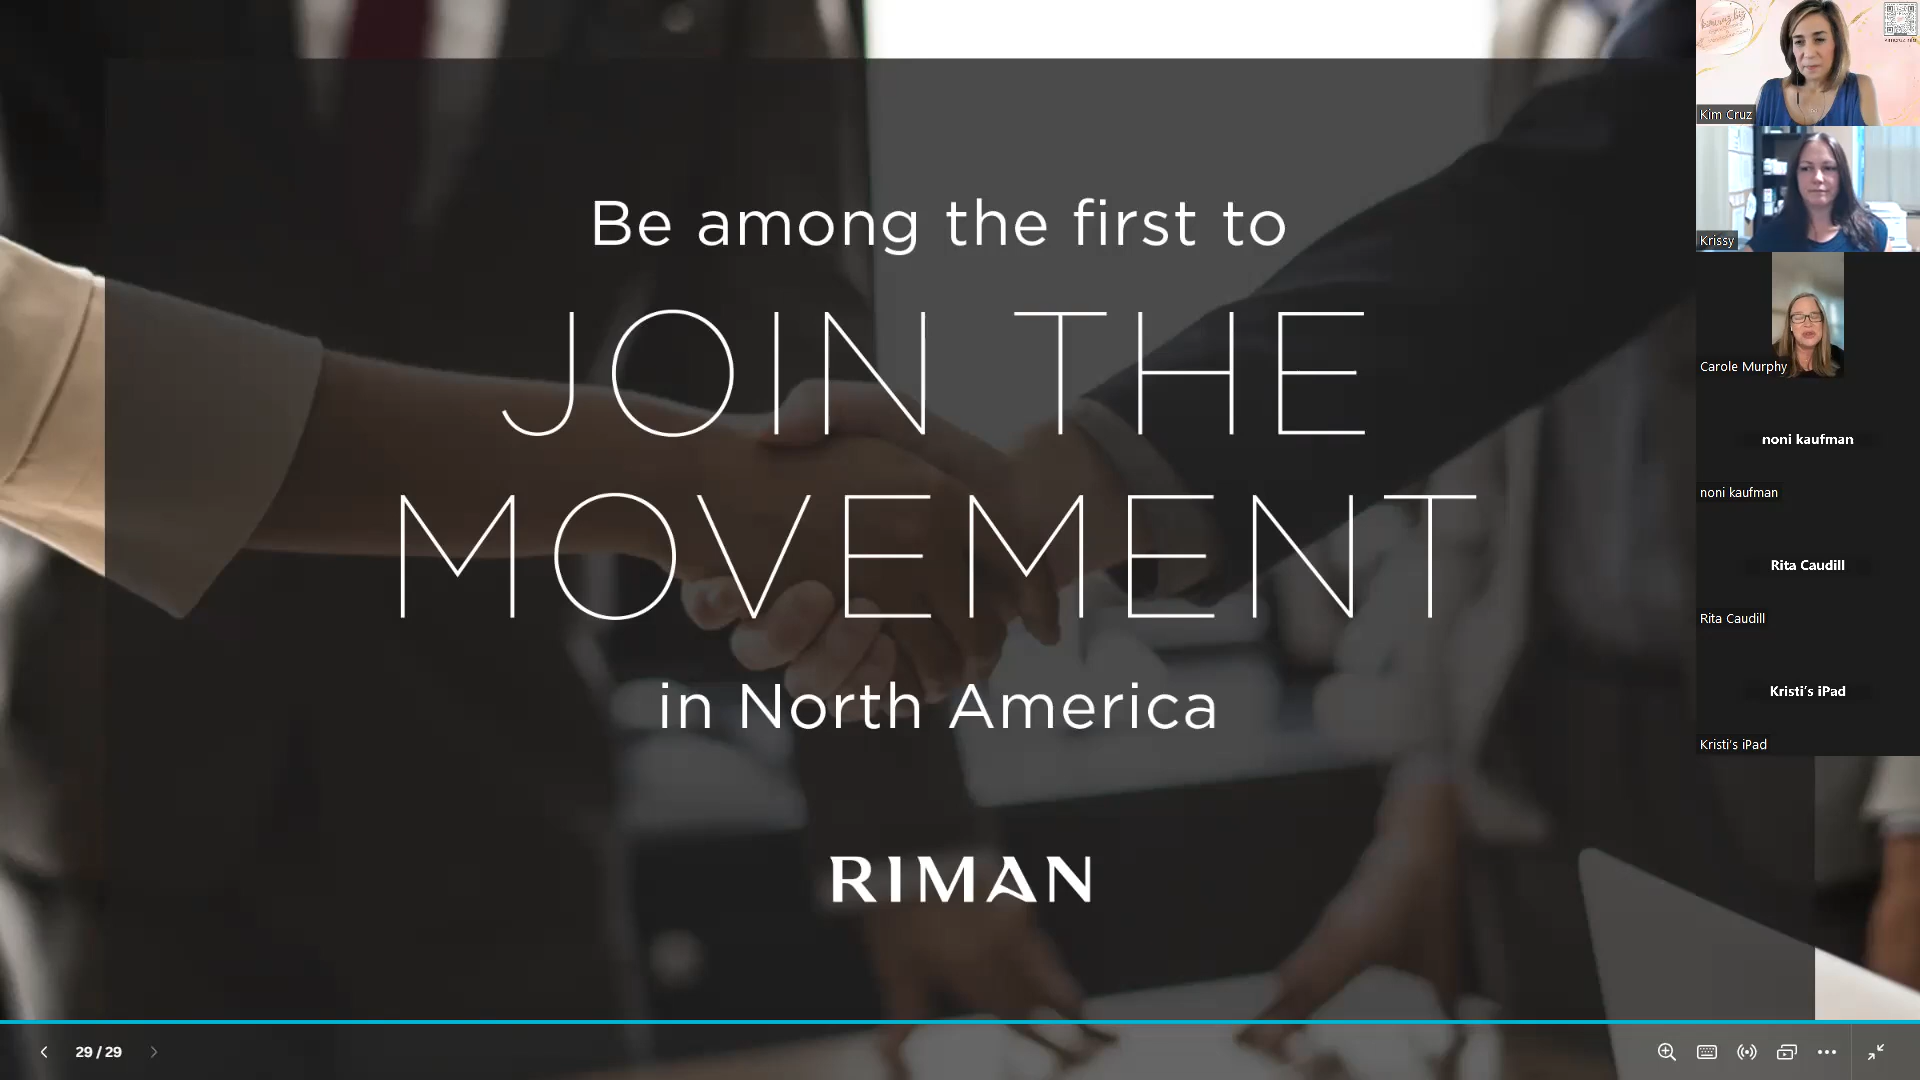 Be among the first to
JOIN THE
MOVEMENT
in North America
RIMAN
29 / 29
Kim Cruz
Krissy
Carole Murphy
noni kaufman
noni kaufman
Rita Caudill
Rita Caudill
Kristi's iPad
Kristi's iPad